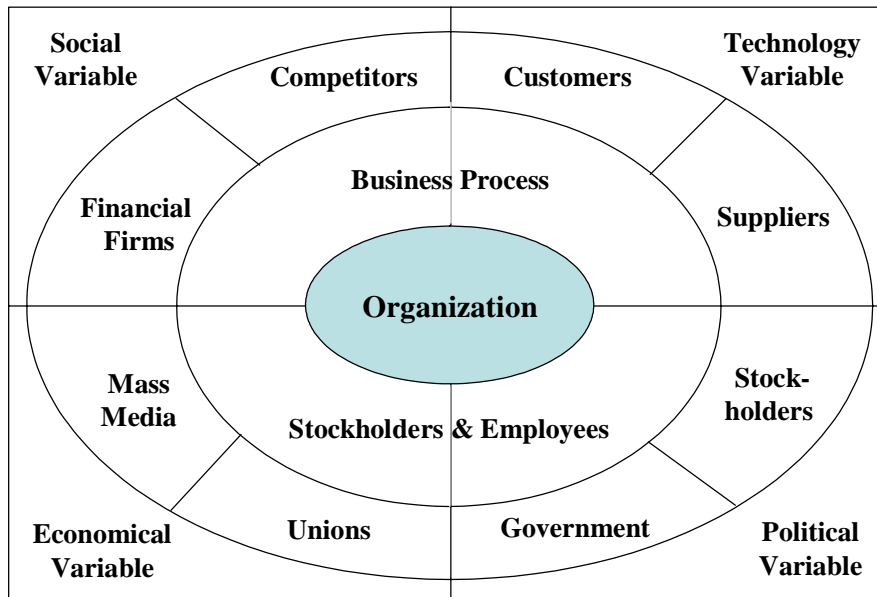 Social
Variable
Competitors
Customers
Technology
Variable
Business Process
Financial
Firms
Suppliers
Organization
Mass
Media
Stock-
holders
Stockholders & Employees
Unions
Government
Economical
Variable
Political
Variable